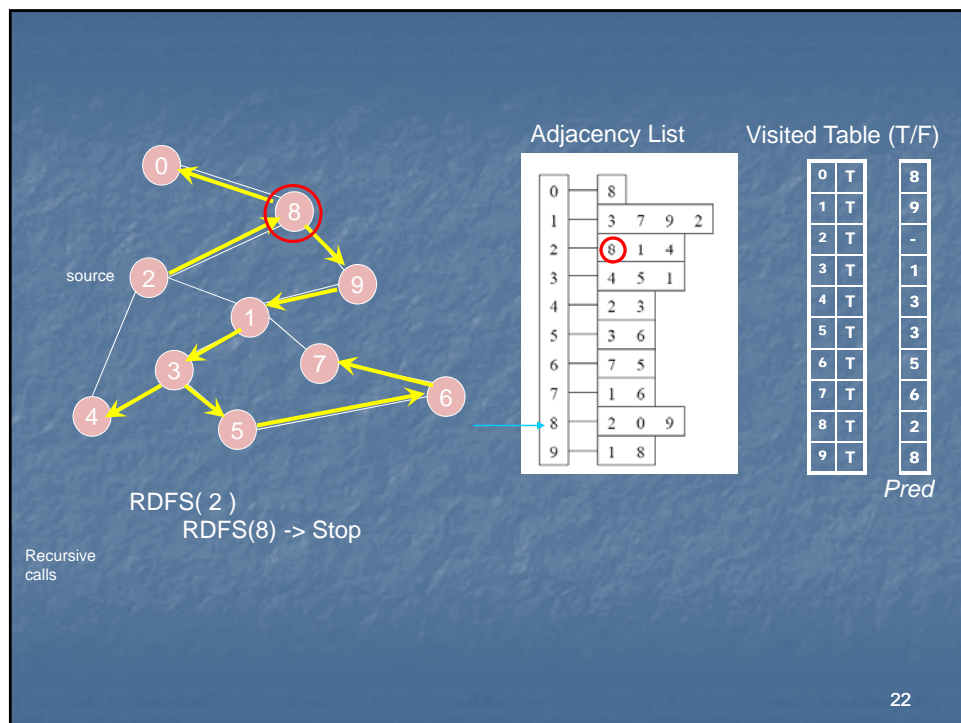 Adjacency List
Visited Table (T/F)
0
8
source
2
9
1
7
3
6
4
5
0 8
1 3 7 9 2
2 8 1 4
3 4 5 1
4 2 3
5 3 6
6 7 5
7 1 6
8 2 0 9
9 1 8
0 T 8
1 T 9
2 T -
3 T 1
4 T 3
5 T 3
6 T 5
7 T 6
8 T 2
9 T 8
Pred
RDFS( 2 )
RDFS(8) -> Stop
Recursive
calls
22